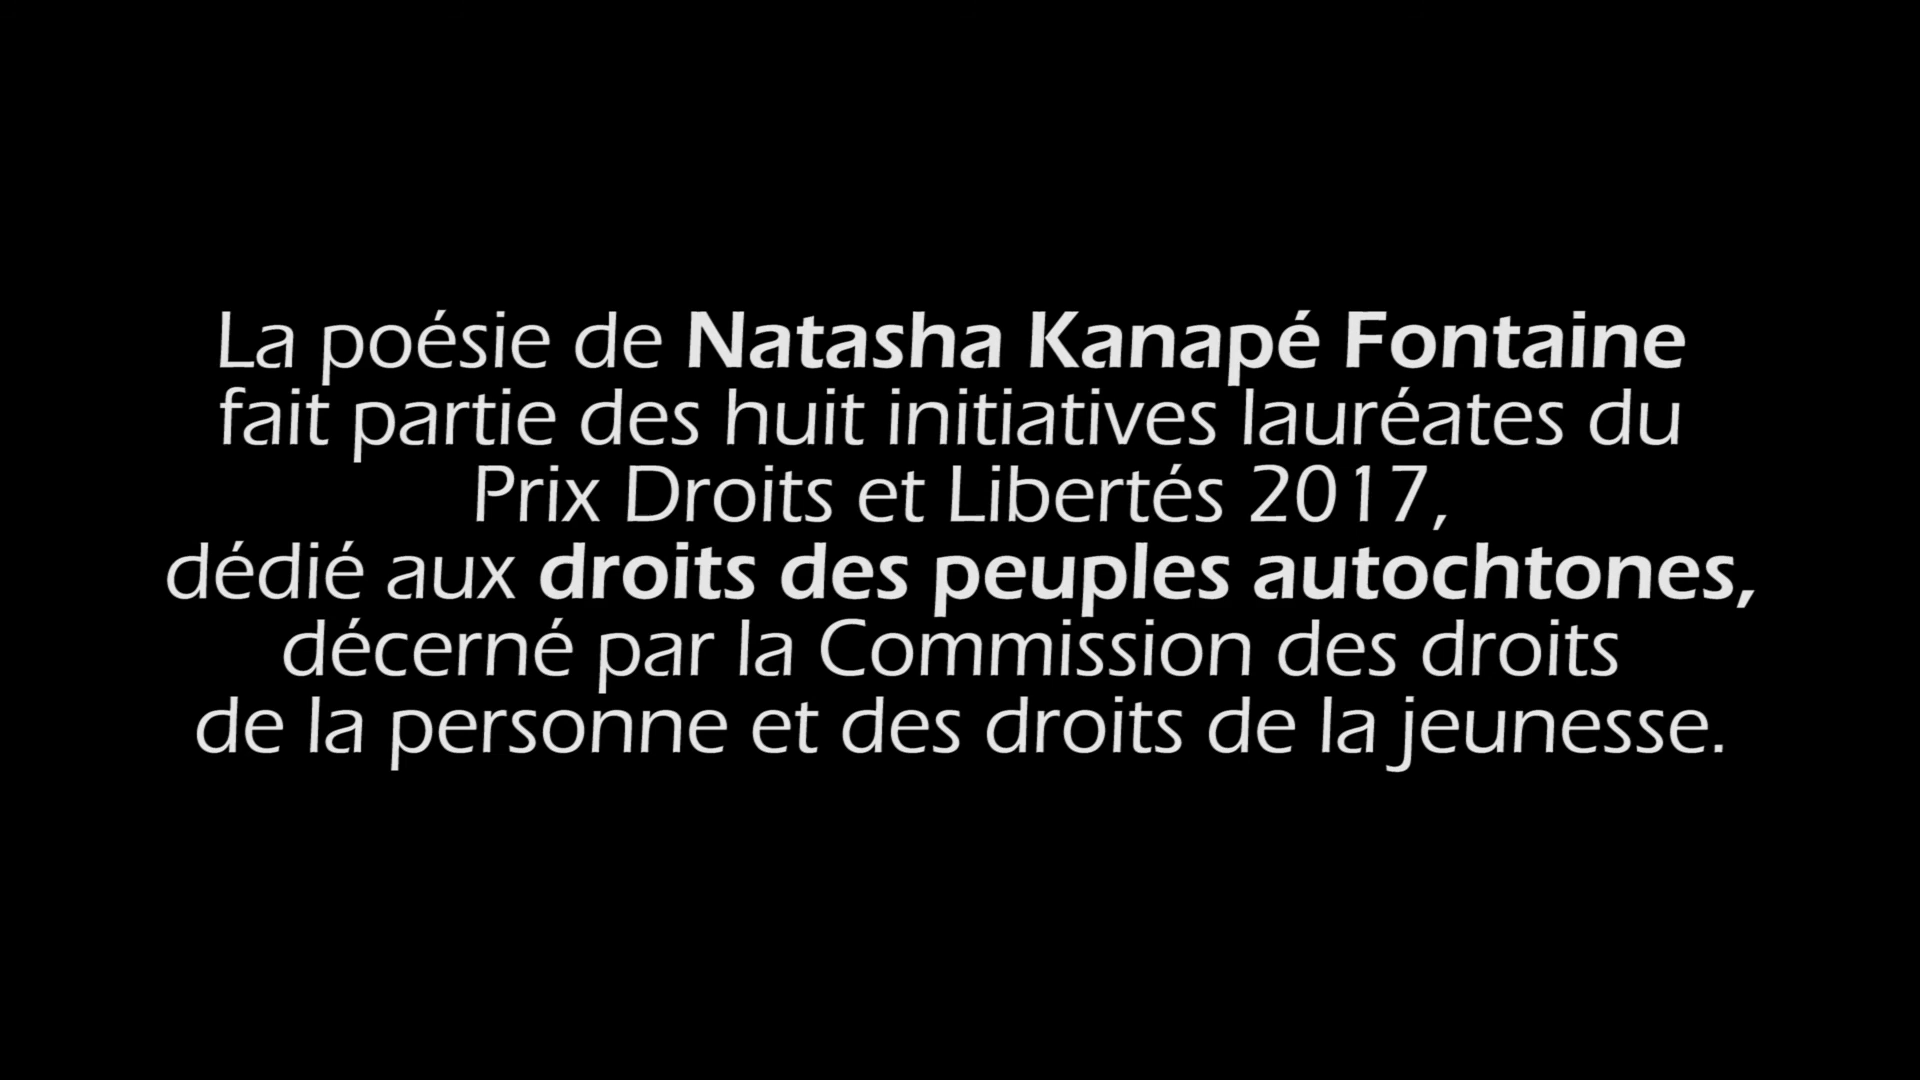 La poésie de Natasha Kanapé Fontaine
fait partie des huit initiatives lauréates du
Prix Droits et Libertés 2017,
dédié aux droits des peuples autochtones,
décerné par la Commission des droits
de la personne et des droits de la jeunesse.